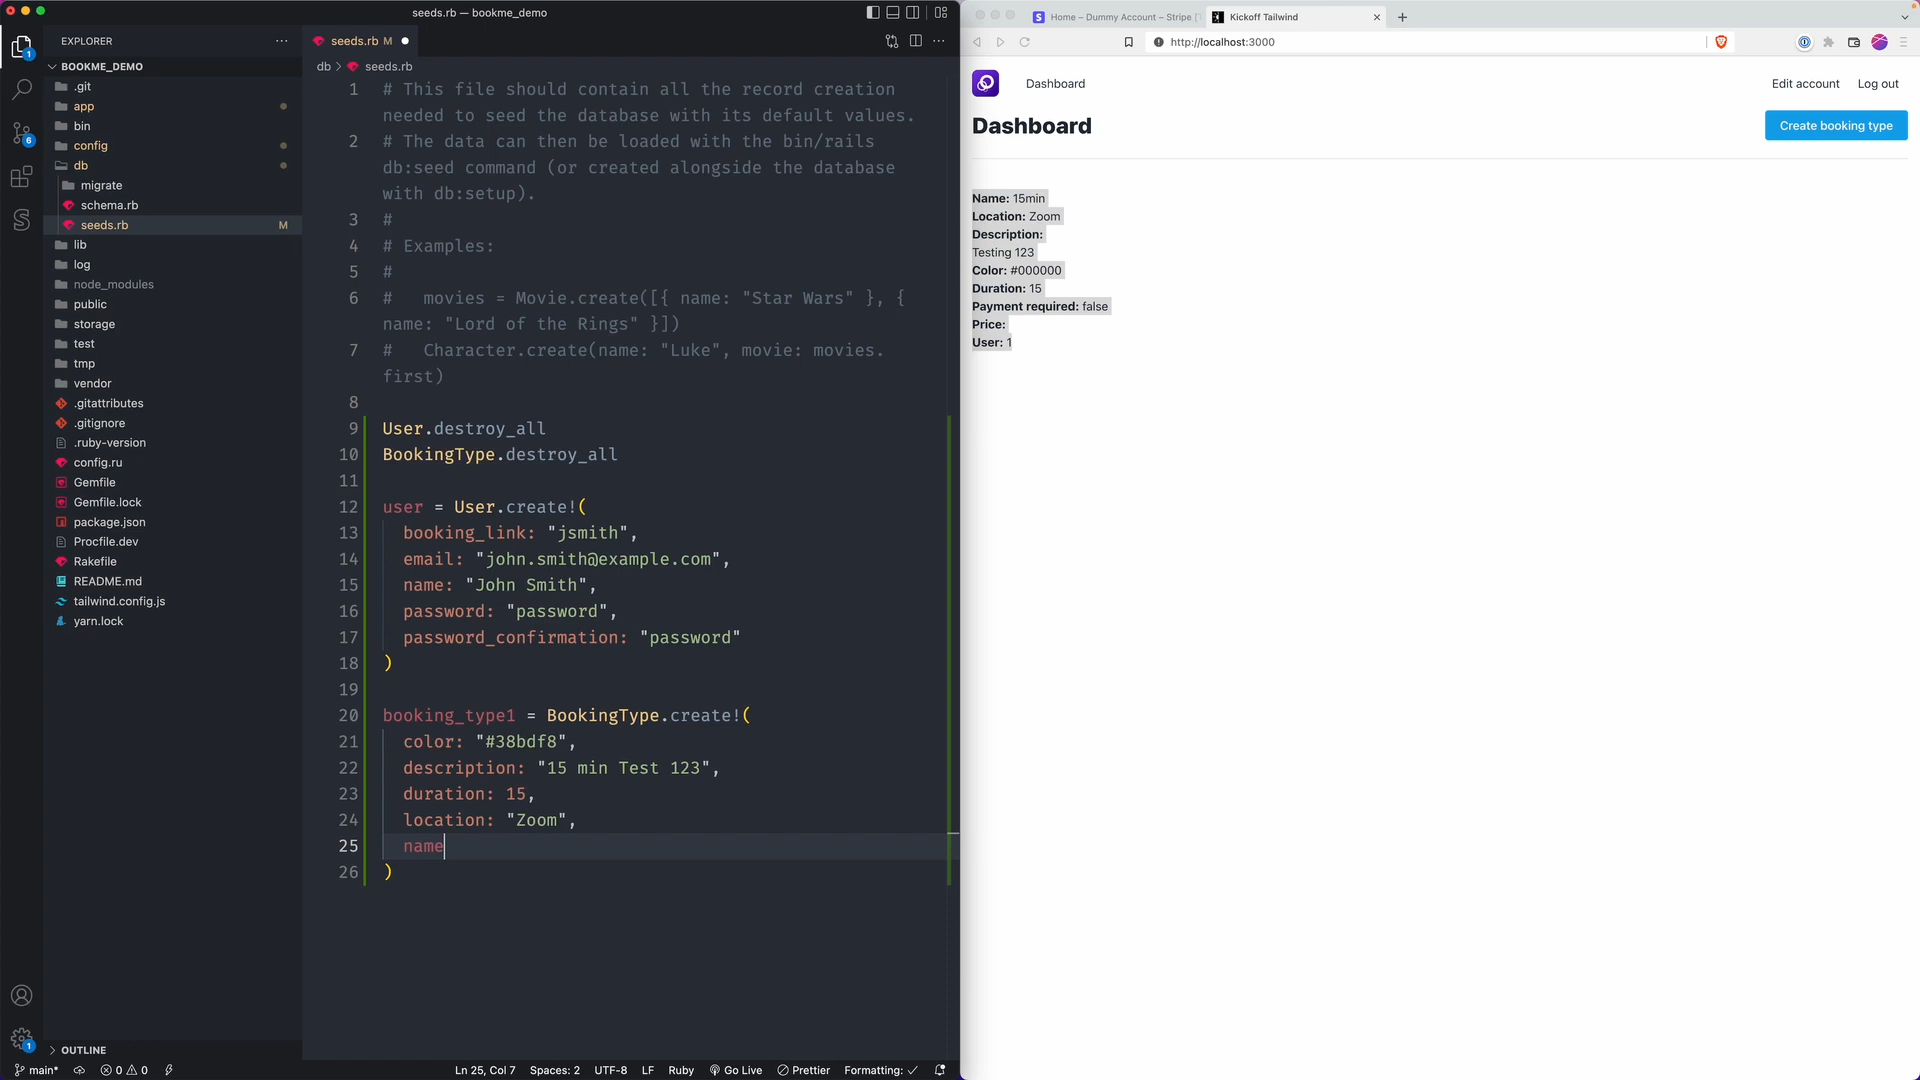 seeds.rb — bookme_demo
EXPLORER
BOOKME_DEMO
.git
app
bin
config
db
migrate
schema.rb
seeds.rb M
lib
log
node_modules
public
storage
test
tmp
vendor
.gitattributes
.gitignore
.ruby-version
config.ru
Gemfile
Gemfile.lock
package.json
Procfile.dev
Rakefile
README.md
tailwind.config.js
yarn.lock
OUTLINE
1
6
1
seeds.rb M
db > seeds.rb
1 # This file should contain all the record creation
needed to seed the database with its default values.
2 # The data can then be loaded with the bin/rails
db:seed command (or created alongside the database
with db:setup).
3 #
4 # Examples:
5 #
6 #   movies = Movie.create([{ name: "Star Wars" }, {
name: "Lord of the Rings" }])
7 #   Character.create(name: "Luke", movie: movies.
first)
8
9 User.destroy_all
10 BookingType.destroy_all
11
12 user = User.create!(
13   booking_link: "jsmith",
14   email: "john.smith@example.com",
15   name: "John Smith",
16   password: "password",
17   password_confirmation: "password"
18 )
19
20 booking_type1 = BookingType.create!(
21   color: "#38bdf8",
22   description: "15 min Test 123",
23   duration: 15,
24   location: "Zoom",
25   name
26 )
main* 0 0 Ln 25, Col 7 Spaces: 2 UTF-8 LF Ruby Go Live Prettier Formatting:
Home – Dummy Account – Stripe [
Kickoff Tailwind
http://localhost:3000
Dashboard Edit account Log out
Dashboard
Create booking type
Name: 15min
Location: Zoom
Description:
Testing 123
Color: #000000
Duration: 15
Payment required: false
Price:
User: 1